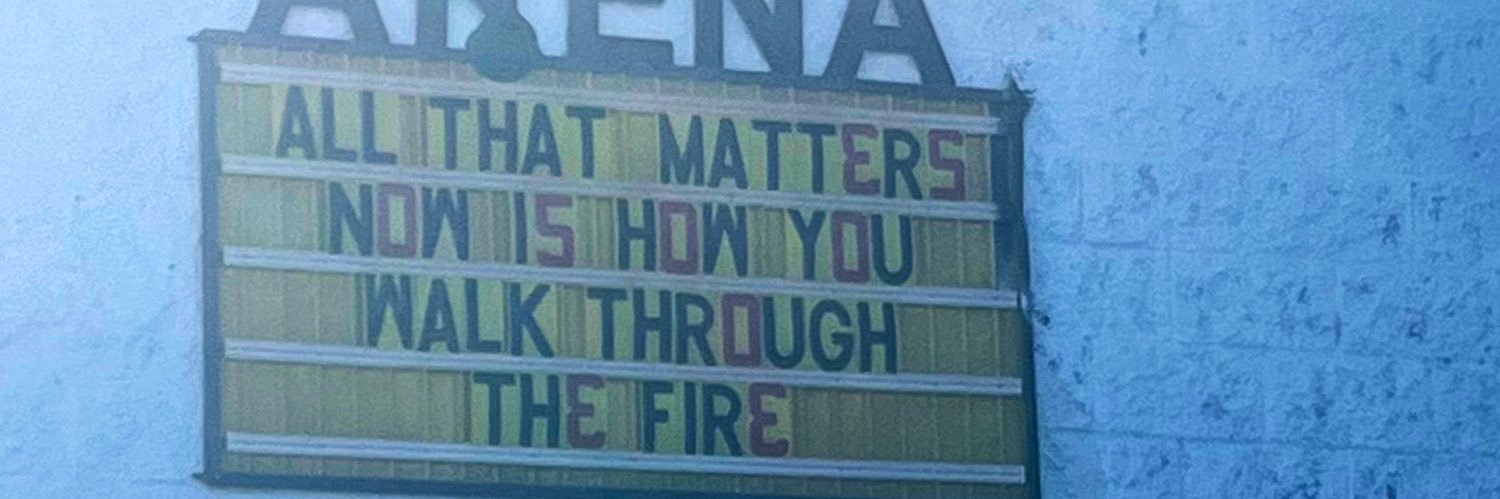 ARENA
ALL THAT MATTERS
NOW IS HOW YOU
WALK THROUGH
THE FIRE